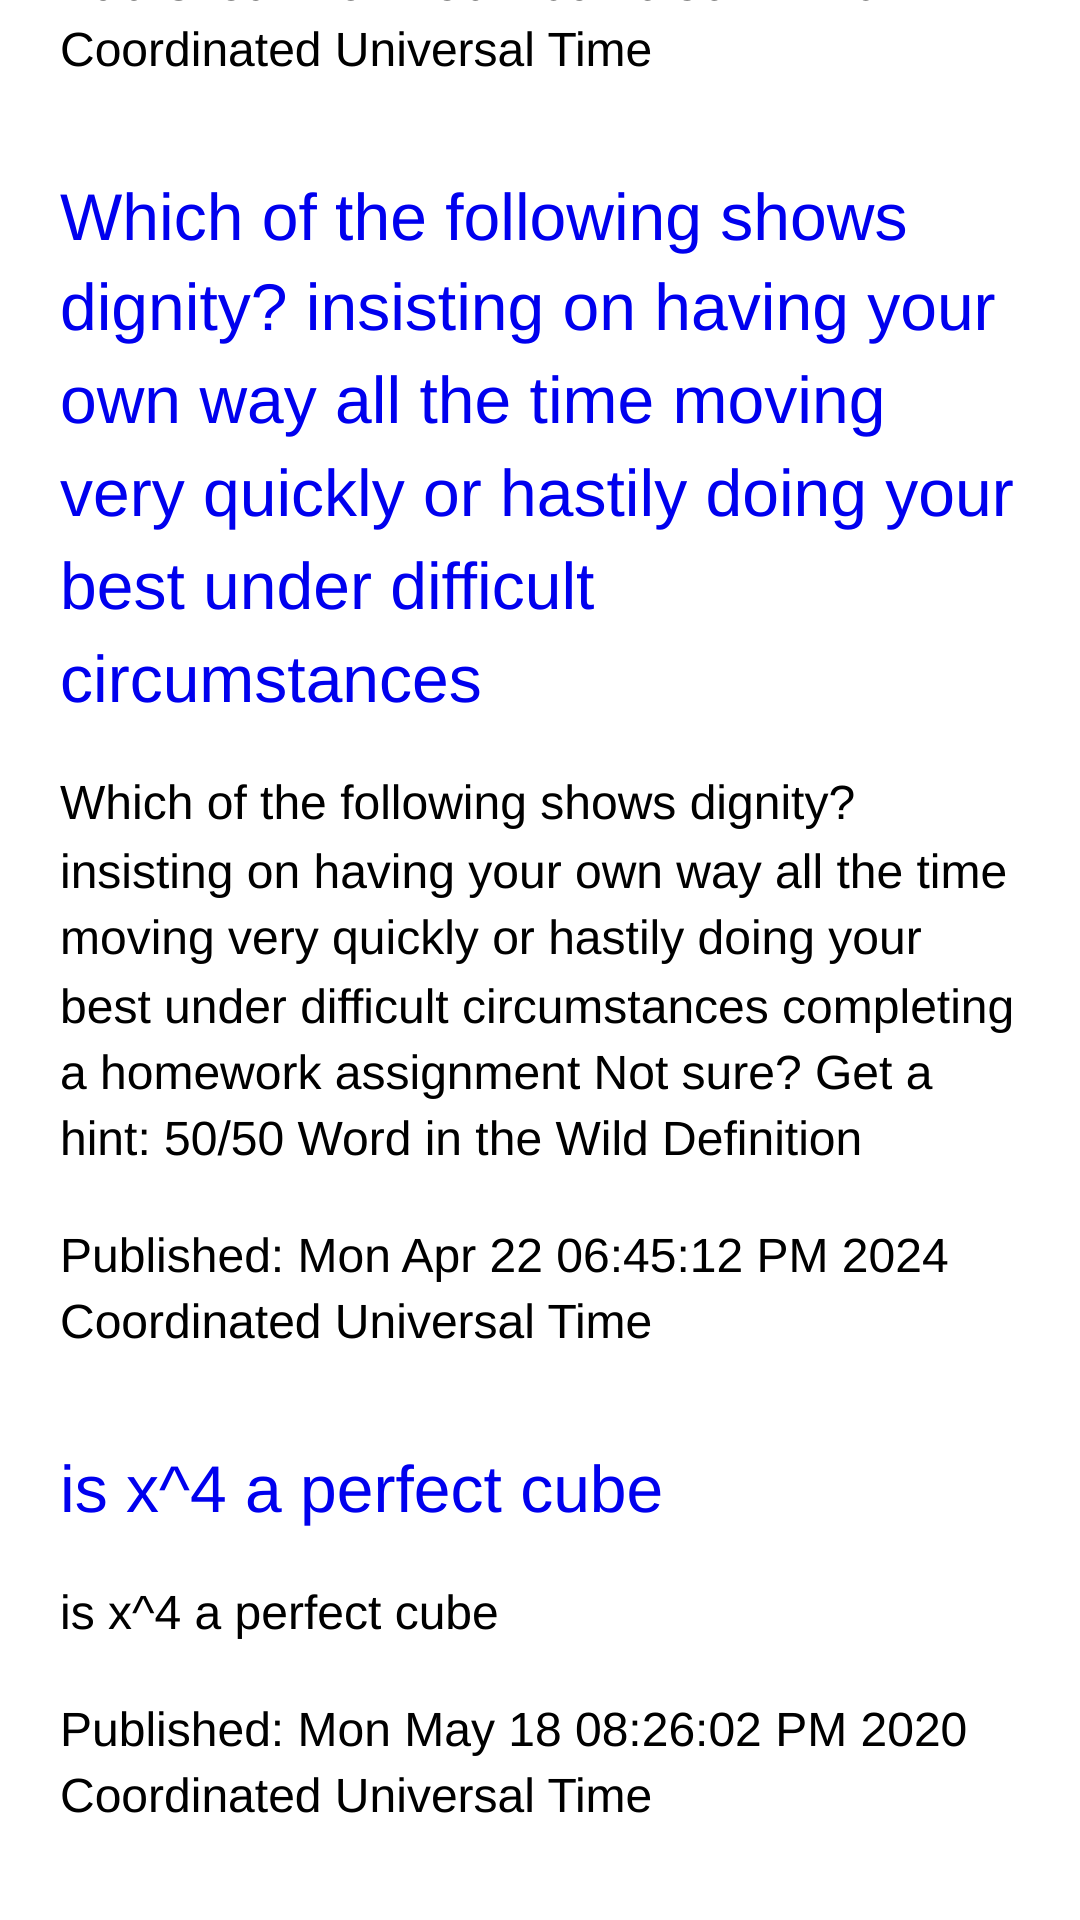 Coordinated Universal Time
Which of the following shows
dignity? insisting on having your
own way all the time moving
very quickly or hastily doing your
best under difficult
circumstances
Which of the following shows dignity?
insisting on having your own way all the time
moving very quickly or hastily doing your
best under difficult circumstances completing
a homework assignment Not sure? Get a
hint: 50/50 Word in the Wild Definition
Published: Mon Apr 22 06:45:12 PM 2024
Coordinated Universal Time
is x^4 a perfect cube
is x^4 a perfect cube
Published: Mon May 18 08:26:02 PM 2020
Coordinated Universal Time